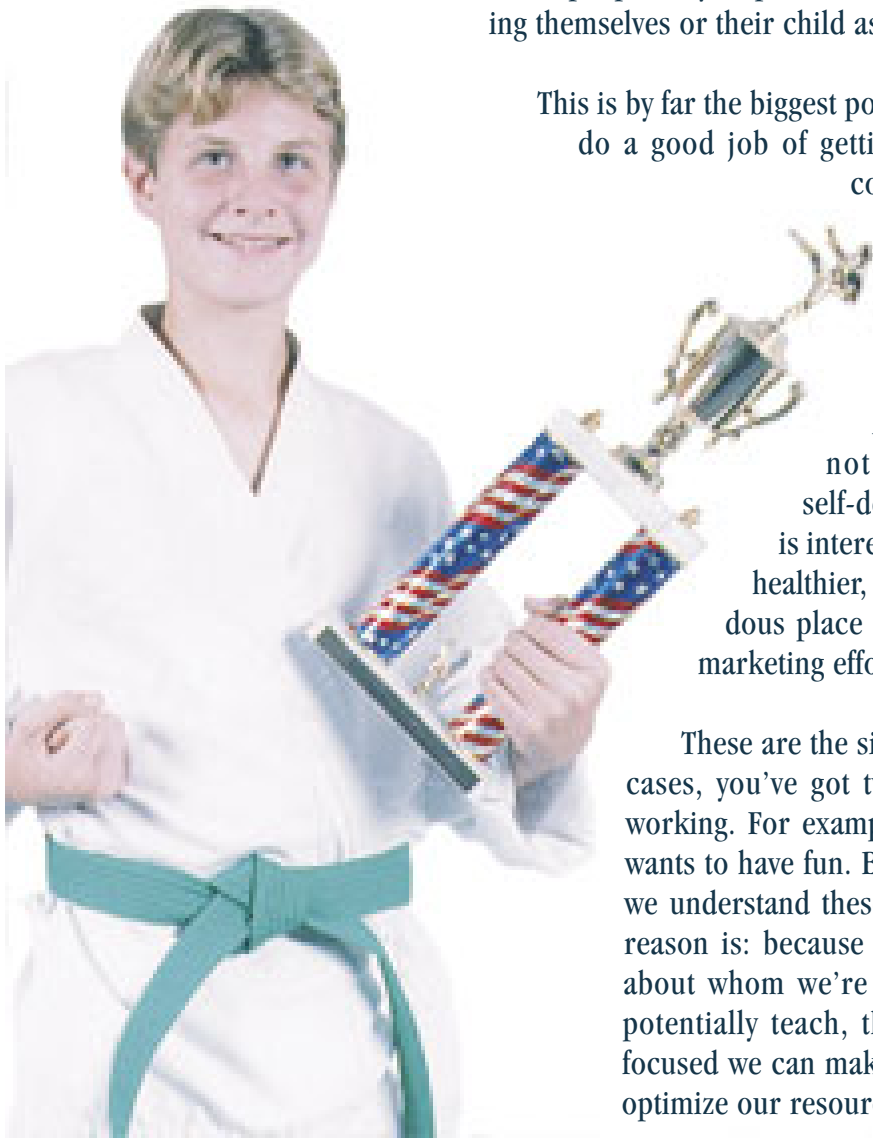 ing themselves or their child as
This is by far the biggest po
do a good job of getti
co
not
self-de
is intere
healthier,
dous place
marketing effo
These are the si
cases, you've got t
working. For examp
wants to have fun. B
we understand thes
reason is: because
about whom we're
potentially teach, th
focused we can mak
optimize our resour